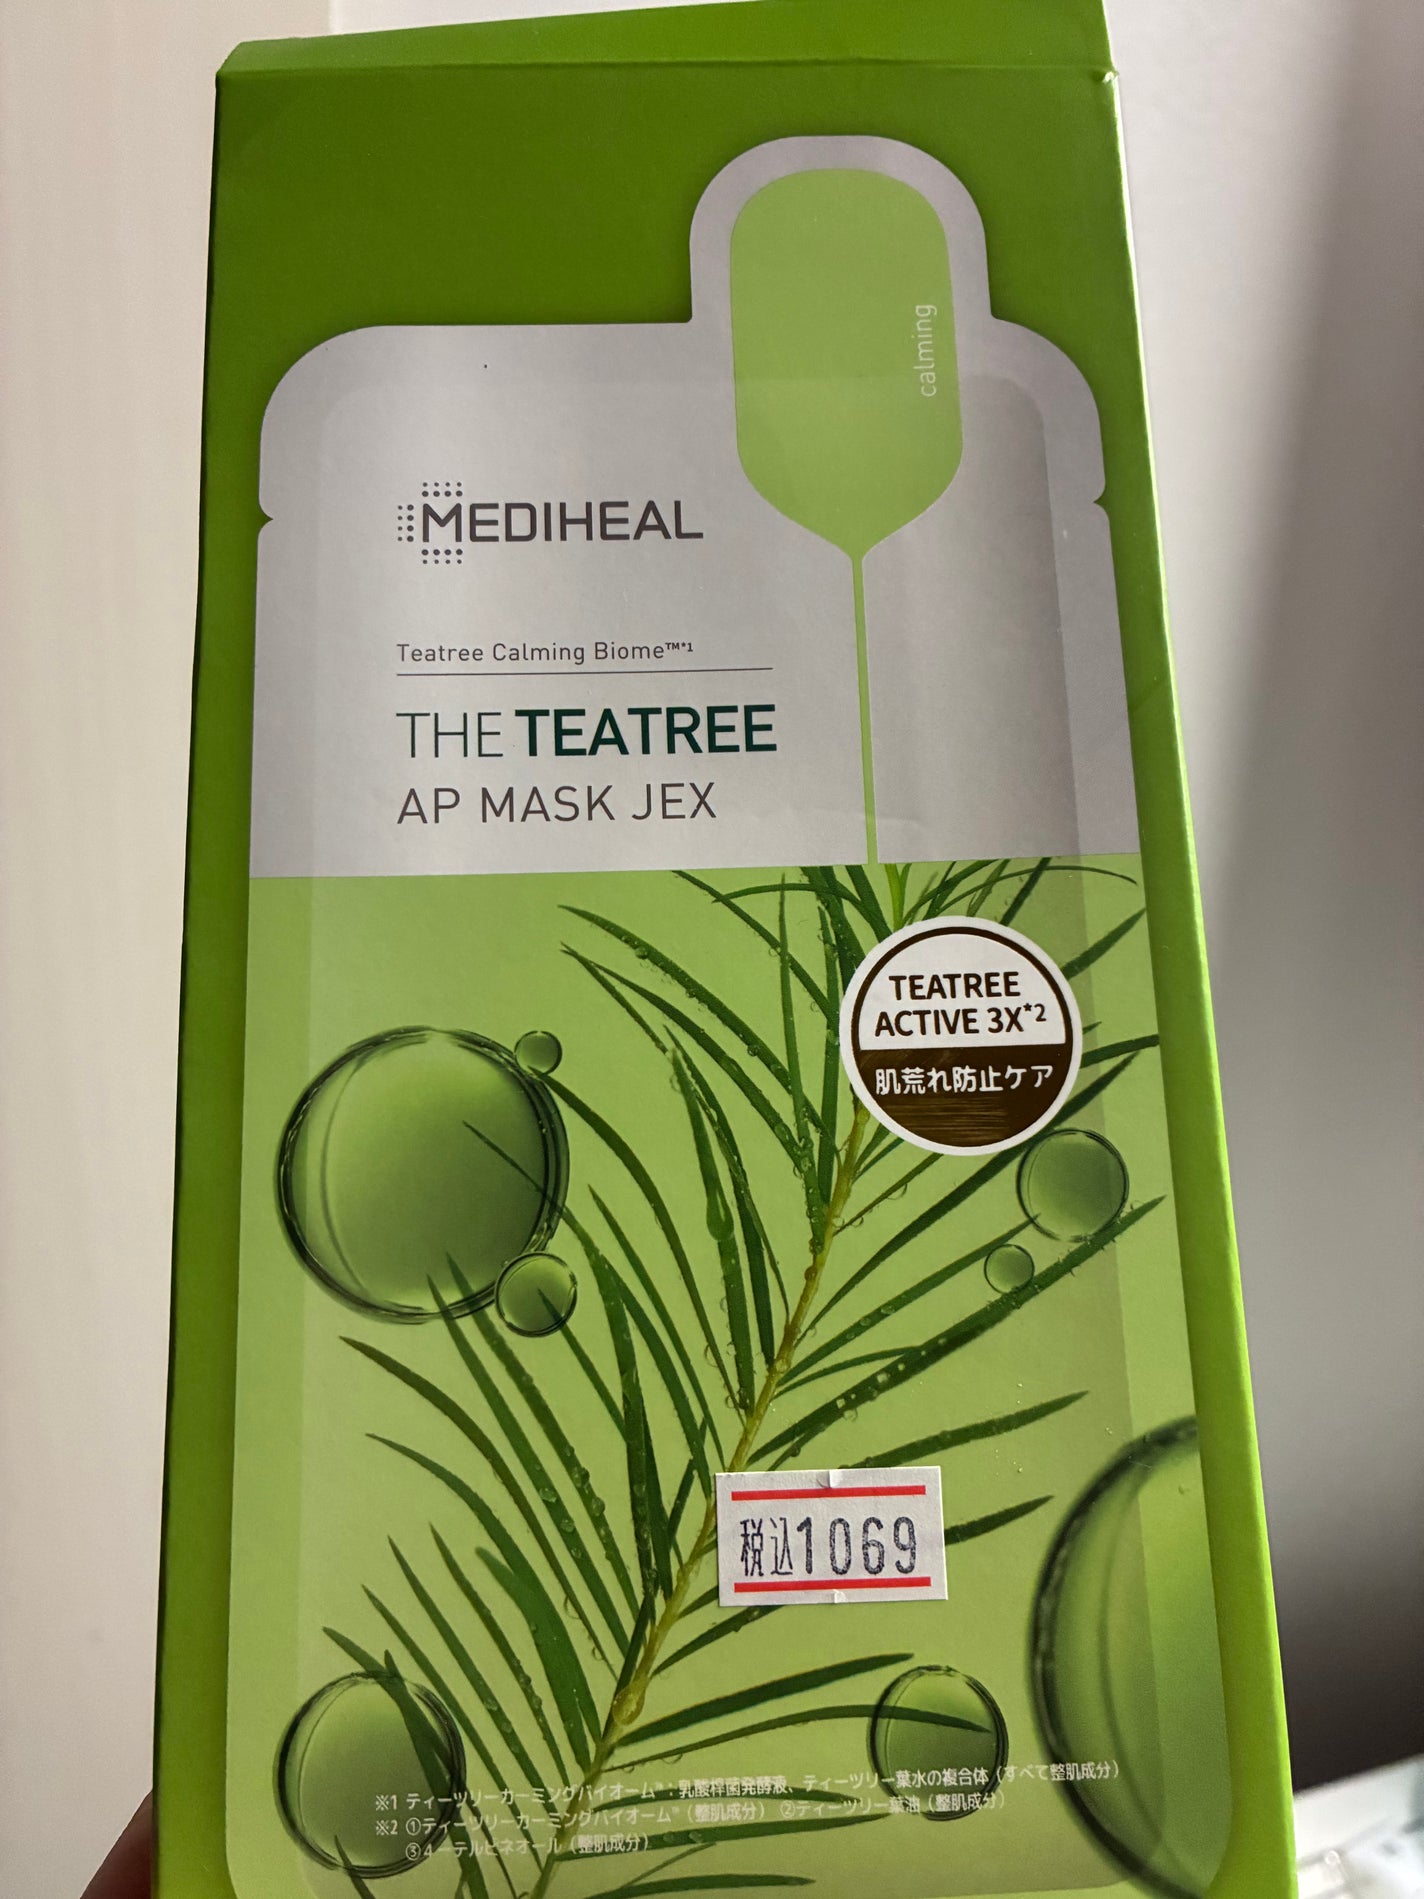 calming
MEDIHEAL
Teatree Calming Biome™*1
THE TEATREE
AP MASK JEX
TEATREE
ACTIVE 3X*2
肌荒れ防止ケア
税込1069
※1 ティーツリーカーミングバイオーム™：乳酸桿菌発酵液、ティーツリー葉水の複合体（すべて整肌成分）
※2 ①ティーツリーカーミングバイオーム™（整肌成分） ②ティーツリー葉油（整肌成分）
③4－テルピネオール（整肌成分）